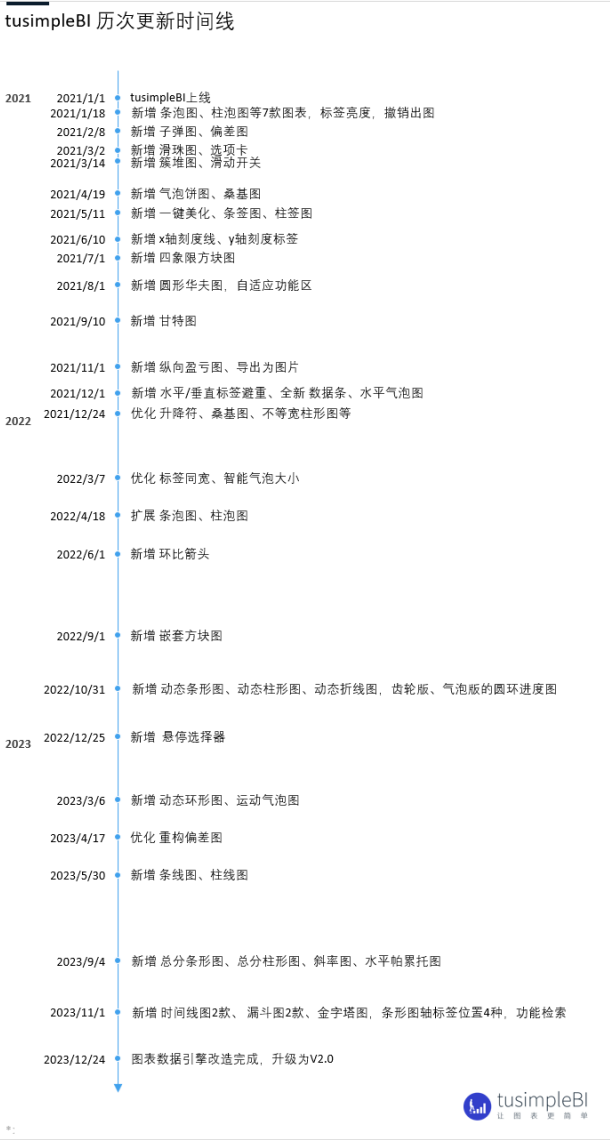 tusimpleBI 历次更新时间线
2021
2021/1/1 tusimpleBI上线
2021/1/18 新增 条泡图、柱泡图等7款图表，标签亮度，撤销出图
2021/2/8 新增 子弹图、偏差图
2021/3/2 新增 滑珠图、选项卡
2021/3/14 新增 簇堆图、滑动开关
2021/4/19 新增 气泡饼图、桑基图
2021/5/11 新增 一键美化、条签图、柱签图
2021/6/10 新增 x轴刻度线、y轴刻度标签
2021/7/1 新增 四象限方块图
2021/8/1 新增 圆形华夫图，自适应功能区
2021/9/10 新增 甘特图
2021/11/1 新增 纵向盈亏图、导出为图片
2021/12/1 新增 水平/垂直标签避重、全新 数据条、水平气泡图
2021/12/24 优化 升降符、桑基图、不等宽柱形图等
2022
2022/3/7 优化 标签同宽、智能气泡大小
2022/4/18 扩展 条泡图、柱泡图
2022/6/1 新增 环比箭头
2022/9/1 新增 嵌套方块图
2022/10/31 新增 动态条形图、动态柱形图、动态折线图，齿轮版、气泡版的圆环进度图
2022/12/25 新增 悬停选择器
2023
2023/3/6 新增 动态环形图、运动气泡图
2023/4/17 优化 重构偏差图
2023/5/30 新增 条线图、柱线图
2023/9/4 新增 总分条形图、总分柱形图、斜率图、水平帕累托图
2023/11/1 新增 时间线图2款、 漏斗图2款、金字塔图，条形图轴标签位置4种，功能检索
2023/12/24 图表数据引擎改造完成，升级为V2.0
tusimpleBI
让图表更简单
*: